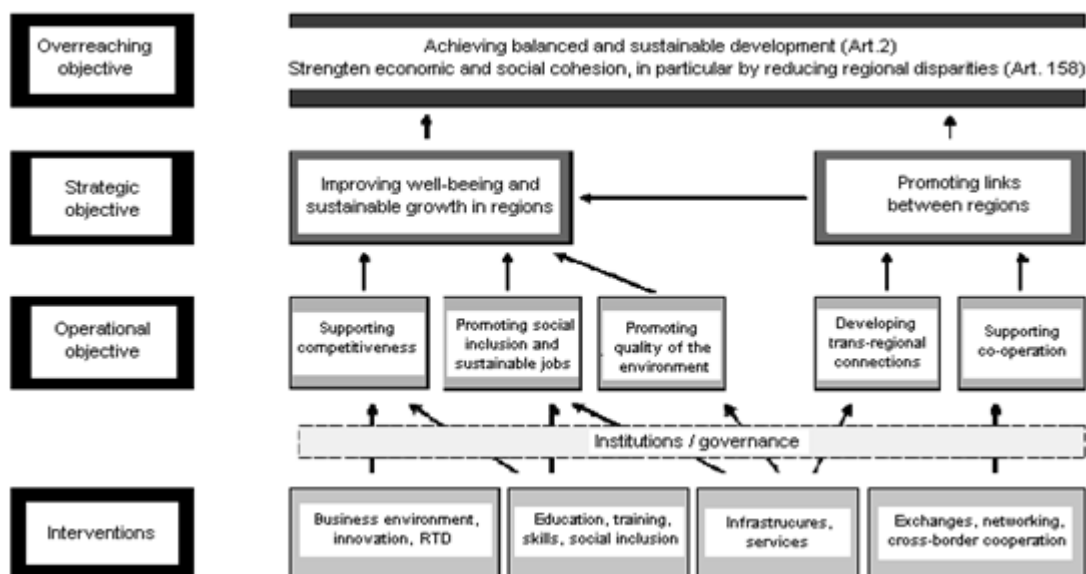 Overreaching
objective
Achieving balanced and sustainable development (Art.2)
Strengten economic and social cohesion, in particular by reducing regional disparities (Art. 158)
Strategic
objective
Improving well-beeing and
sustainable growth in regions
Promoting links
between regions
Operational
objective
Supporting
competitiveness
Promoting social
inclusion and
sustainable jobs
Promoting
quality of the
environment
Developing
trans-regional
connections
Supporting
co-operation
Institutions / governance
Interventions
Business environment,
innovation, RTD
Education, training,
skills, social inclusion
Infrastrucures,
services
Exchanges, networking,
cross-border cooperation